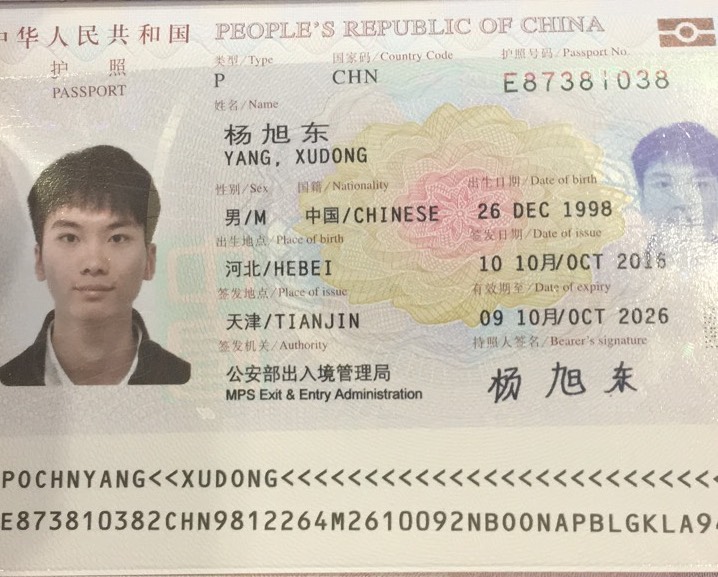 中华人民共和国 PEOPLE'S REPUBLIC OF CHINA
护照
PASSPORT
类型/Type 国家码/Country Code 护照号码/Passport No.
P CHN E87381038
姓名/Name
杨旭东
YANG, XUDONG
性别/Sex 国籍/Nationality 出生日期/Date of birth
男/M 中国/CHINESE 26 DEC 1998
出生地点/Place of birth 签发日期/Date of issue
河北/HEBEI 10 10月/OCT 2016
签发地点/Place of issue 有效期至/Date of expiry
天津/TIANJIN 09 10月/OCT 2026
签发机关/Authority 持照人签名/Bearer's signature
公安部出入境管理局 杨旭东
MPS Exit & Entry Administration
POCHNYANG<<XUDONG<<<<<<<<<<<<<<<<<<<<<<<<<<
E873810382CHN9812264M2610092NBOONAPBLGKLA94